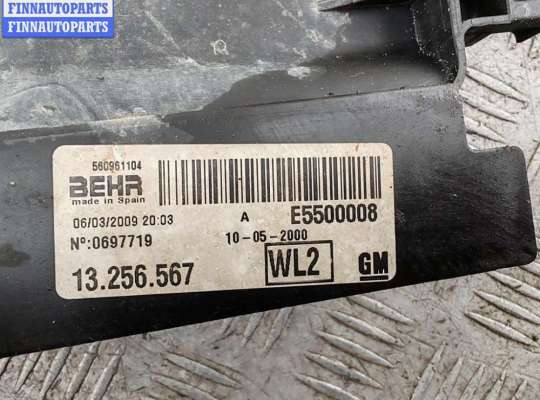 FINNAUTOPARTS
FINNAUTOPARTS
FINNAUTOPARTS
560961104
BEHR
made in Spain
06/03/2009 20:03
A
E5500008
Nº:0697719
10-05-2000
13.256.567
WL2
GM